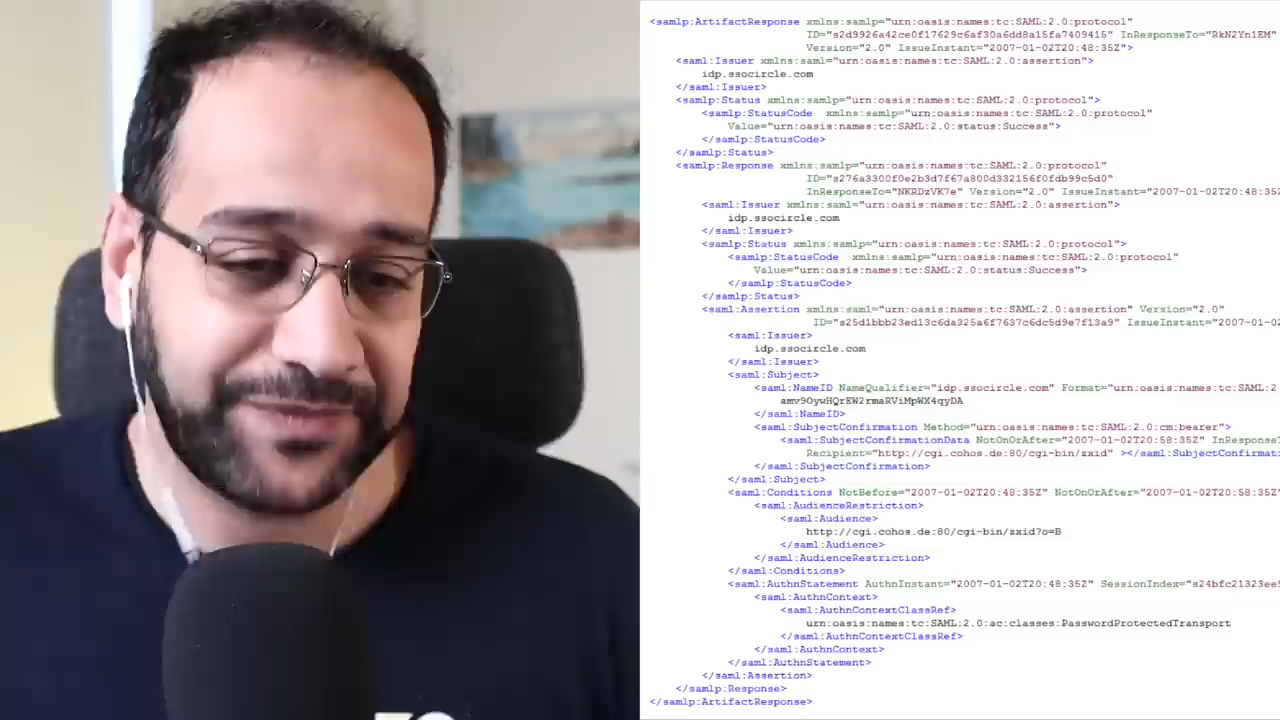 <samlp:ArtifactResponse xmlns:samlp="urn:oasis:names:tc:SAML:2.0:protocol"
ID="s2d9926a42ce0f17629c6af30a6dd8a15fa7409415" InResponseTo="RkN2Yn1EM"
Version="2.0" IssueInstant="2007-01-02T20:48:35Z">
<saml:Issuer xmlns:saml="urn:oasis:names:tc:SAML:2.0:assertion">
idp.ssocircle.com
</saml:Issuer>
<samlp:Status xmlns:samlp="urn:oasis:names:tc:SAML:2.0:protocol">
<samlp:StatusCode xmlns:samlp="urn:oasis:names:tc:SAML:2.0:protocol"
Value="urn:oasis:names:tc:SAML:2.0:status:Success">
</samlp:StatusCode>
</samlp:Status>
<samlp:Response xmlns:samlp="urn:oasis:names:tc:SAML:2.0:protocol"
ID="s276a3300f0e2b3d7f67a800d332156f0fdb99c5d0"
InResponseTo="NKRDzVK7e" Version="2.0" IssueInstant="2007-01-02T20:48:35Z
<saml:Issuer xmlns:saml="urn:oasis:names:tc:SAML:2.0:assertion">
idp.ssocircle.com
</saml:Issuer>
<samlp:Status xmlns:samlp="urn:oasis:names:tc:SAML:2.0:protocol">
<samlp:StatusCode xmlns:samlp="urn:oasis:names:tc:SAML:2.0:protocol"
Value="urn:oasis:names:tc:SAML:2.0:status:Success">
</samlp:StatusCode>
</samlp:Status>
<saml:Assertion xmlns:saml="urn:oasis:names:tc:SAML:2.0:assertion" Version="2.0"
ID="s25d1bbb23ed13c6da325a6f7637c6dc5d9e7f13a9" IssueInstant="2007-01-02
<saml:Issuer>
idp.ssocircle.com
</saml:Issuer>
<saml:Subject>
<saml:NameID NameQualifier="idp.ssocircle.com" Format="urn:oasis:names:tc:SAML:2
amv9OywHQrEW2rmaRViMpWX4qyDA
</saml:NameID>
<saml:SubjectConfirmation Method="urn:oasis:names:tc:SAML:2.0:cm:bearer">
<saml:SubjectConfirmationData NotOnOrAfter="2007-01-02T20:58:35Z" InResponse
Recipient="http://cgi.cohos.de:80/cgi-bin/zxid" ></saml:SubjectConfirmati
</saml:SubjectConfirmation>
</saml:Subject>
<saml:Conditions NotBefore="2007-01-02T20:48:35Z" NotOnOrAfter="2007-01-02T20:58:35Z"
<saml:AudienceRestriction>
<saml:Audience>
http://cgi.cohos.de:80/cgi-bin/zxid?o=B
</saml:Audience>
</saml:AudienceRestriction>
</saml:Conditions>
<saml:AuthnStatement AuthnInstant="2007-01-02T20:48:35Z" SessionIndex="s24bfc21323ee9
<saml:AuthnContext>
<saml:AuthnContextClassRef>
urn:oasis:names:tc:SAML:2.0:ac:classes:PasswordProtectedTransport
</saml:AuthnContextClassRef>
</saml:AuthnContext>
</saml:AuthnStatement>
</saml:Assertion>
</samlp:Response>
</samlp:ArtifactResponse>